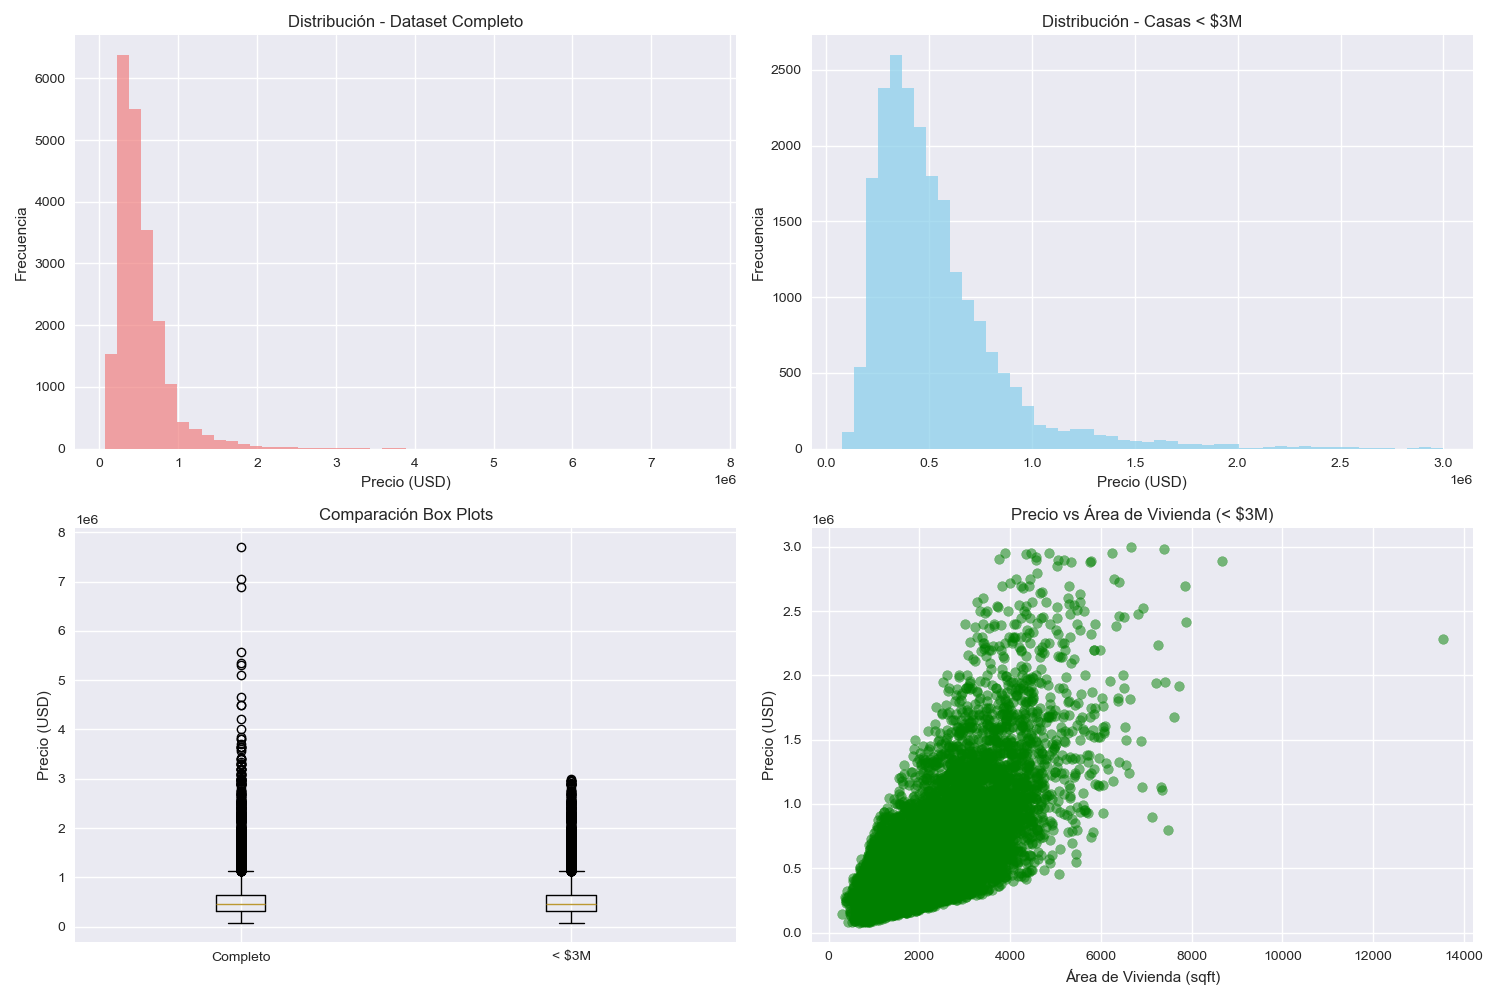 Distribución - Dataset Completo
Frecuencia
6000
5000
4000
3000
2000
1000
0
0 1 2 3 4 5 6 7 8
1e6
Precio (USD)
Distribución - Casas < $3M
Frecuencia
2500
2000
1500
1000
500
0
0.0 0.5 1.0 1.5 2.0 2.5 3.0
1e6
Precio (USD)
Comparación Box Plots
1e6
Precio (USD)
8
7
6
5
4
3
2
1
0
Completo < $3M
Precio vs Área de Vivienda (< $3M)
1e6
Precio (USD)
3.0
2.5
2.0
1.5
1.0
0.5
0.0
0 2000 4000 6000 8000 10000 12000 14000
Área de Vivienda (sqft)